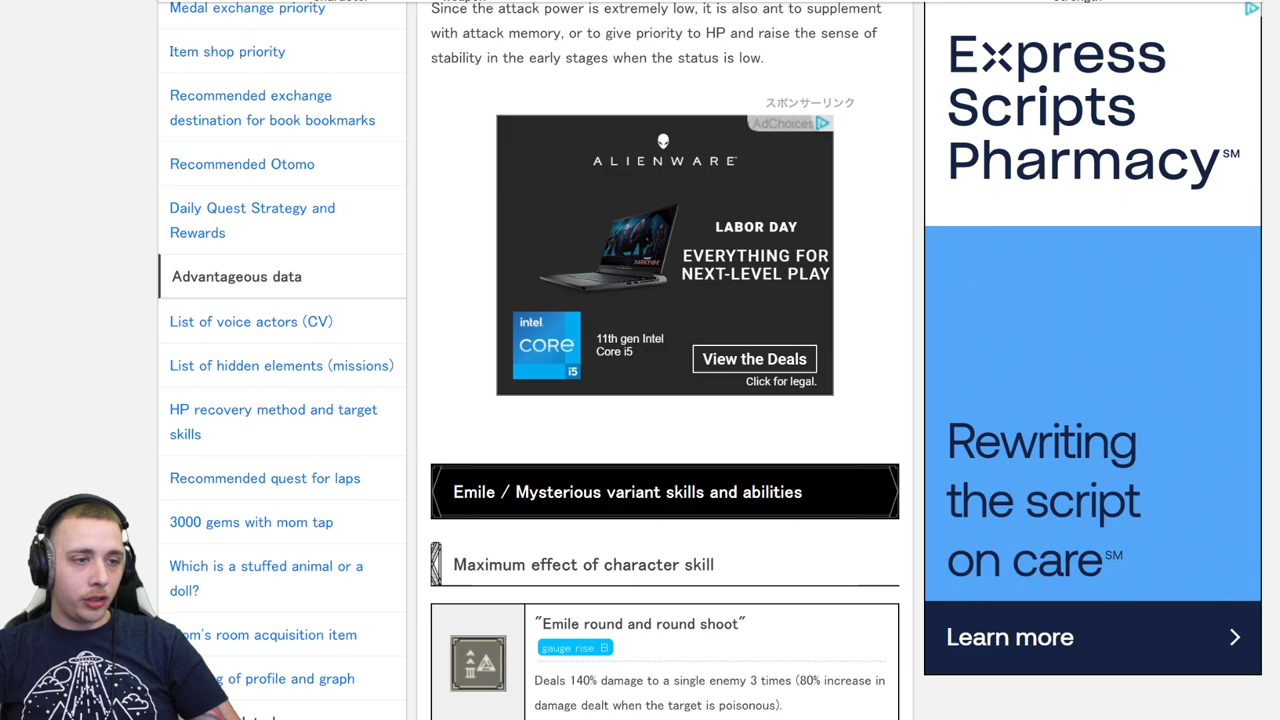 Medal exchange priority
Item shop priority
Recommended exchange
destination for book bookmarks
Recommended Otomo
Daily Quest Strategy and
Rewards
Advantageous data
List of voice actors (CV)
List of hidden elements (missions)
HP recovery method and target
skills
Recommended quest for laps
3000 gems with mom tap
Which is a stuffed animal or a
doll?
om's room acquisition item
g of profile and graph
Since the attack power is extremely low, it is also ant to supplement
with attack memory, or to give priority to HP and raise the sense of
stability in the early stages when the status is low.
スポンサーリンク
AdChoices
ALIENWARE
LABOR DAY
EVERYTHING FOR
NEXT-LEVEL PLAY
intel
CORE
i5
11th gen Intel
Core i5
View the Deals
Click for legal.
Emile / Mysterious variant skills and abilities
Maximum effect of character skill
"Emile round and round shoot"
gauge rise B
Deals 140% damage to a single enemy 3 times (80% increase in
damage dealt when the target is poisonous).
Express
Scripts
Pharmacy℠
Rewriting
the script
on care℠
Learn more